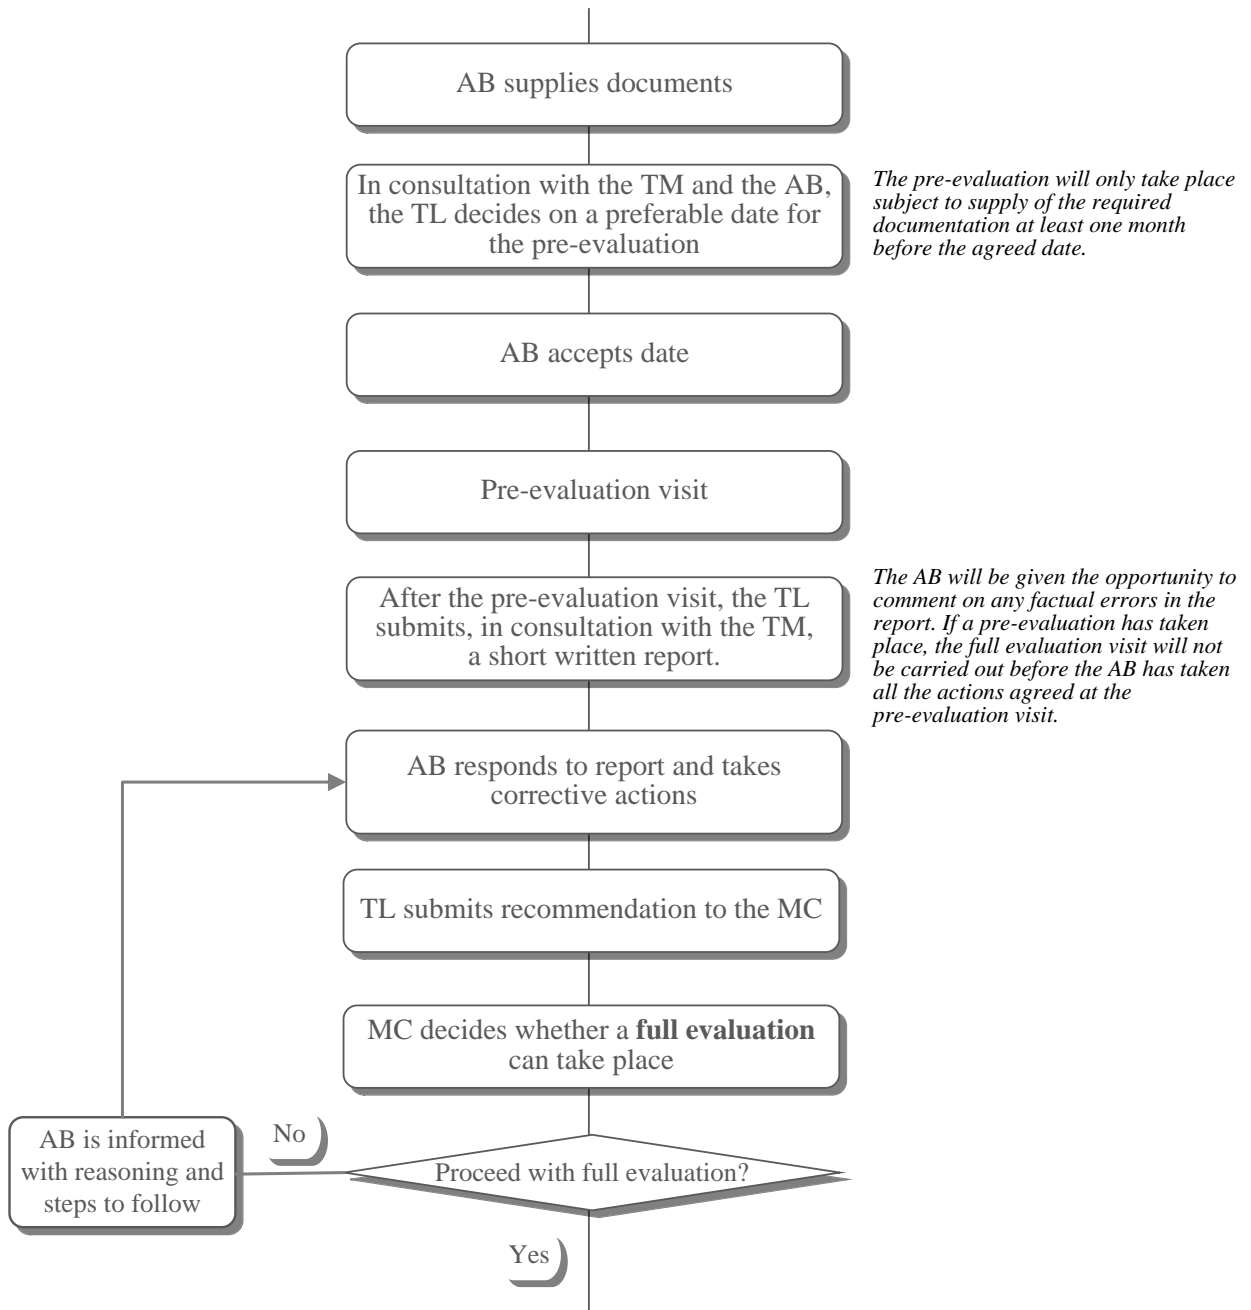 AB supplies documents
In consultation with the TM and the AB,
the TL decides on a preferable date for
the pre-evaluation
The pre-evaluation will only take place
subject to supply of the required
documentation at least one month
before the agreed date.
AB accepts date
Pre-evaluation visit
After the pre-evaluation visit, the TL
submits, in consultation with the TM,
a short written report.
The AB will be given the opportunity to
comment on any factual errors in the
report. If a pre-evaluation has taken
place, the full evaluation visit will not
be carried out before the AB has taken
all the actions agreed at the
pre-evaluation visit.
AB responds to report and takes
corrective actions
TL submits recommendation to the MC
MC decides whether a full evaluation
can take place
AB is informed
with reasoning and
steps to follow
No
Proceed with full evaluation?
Yes